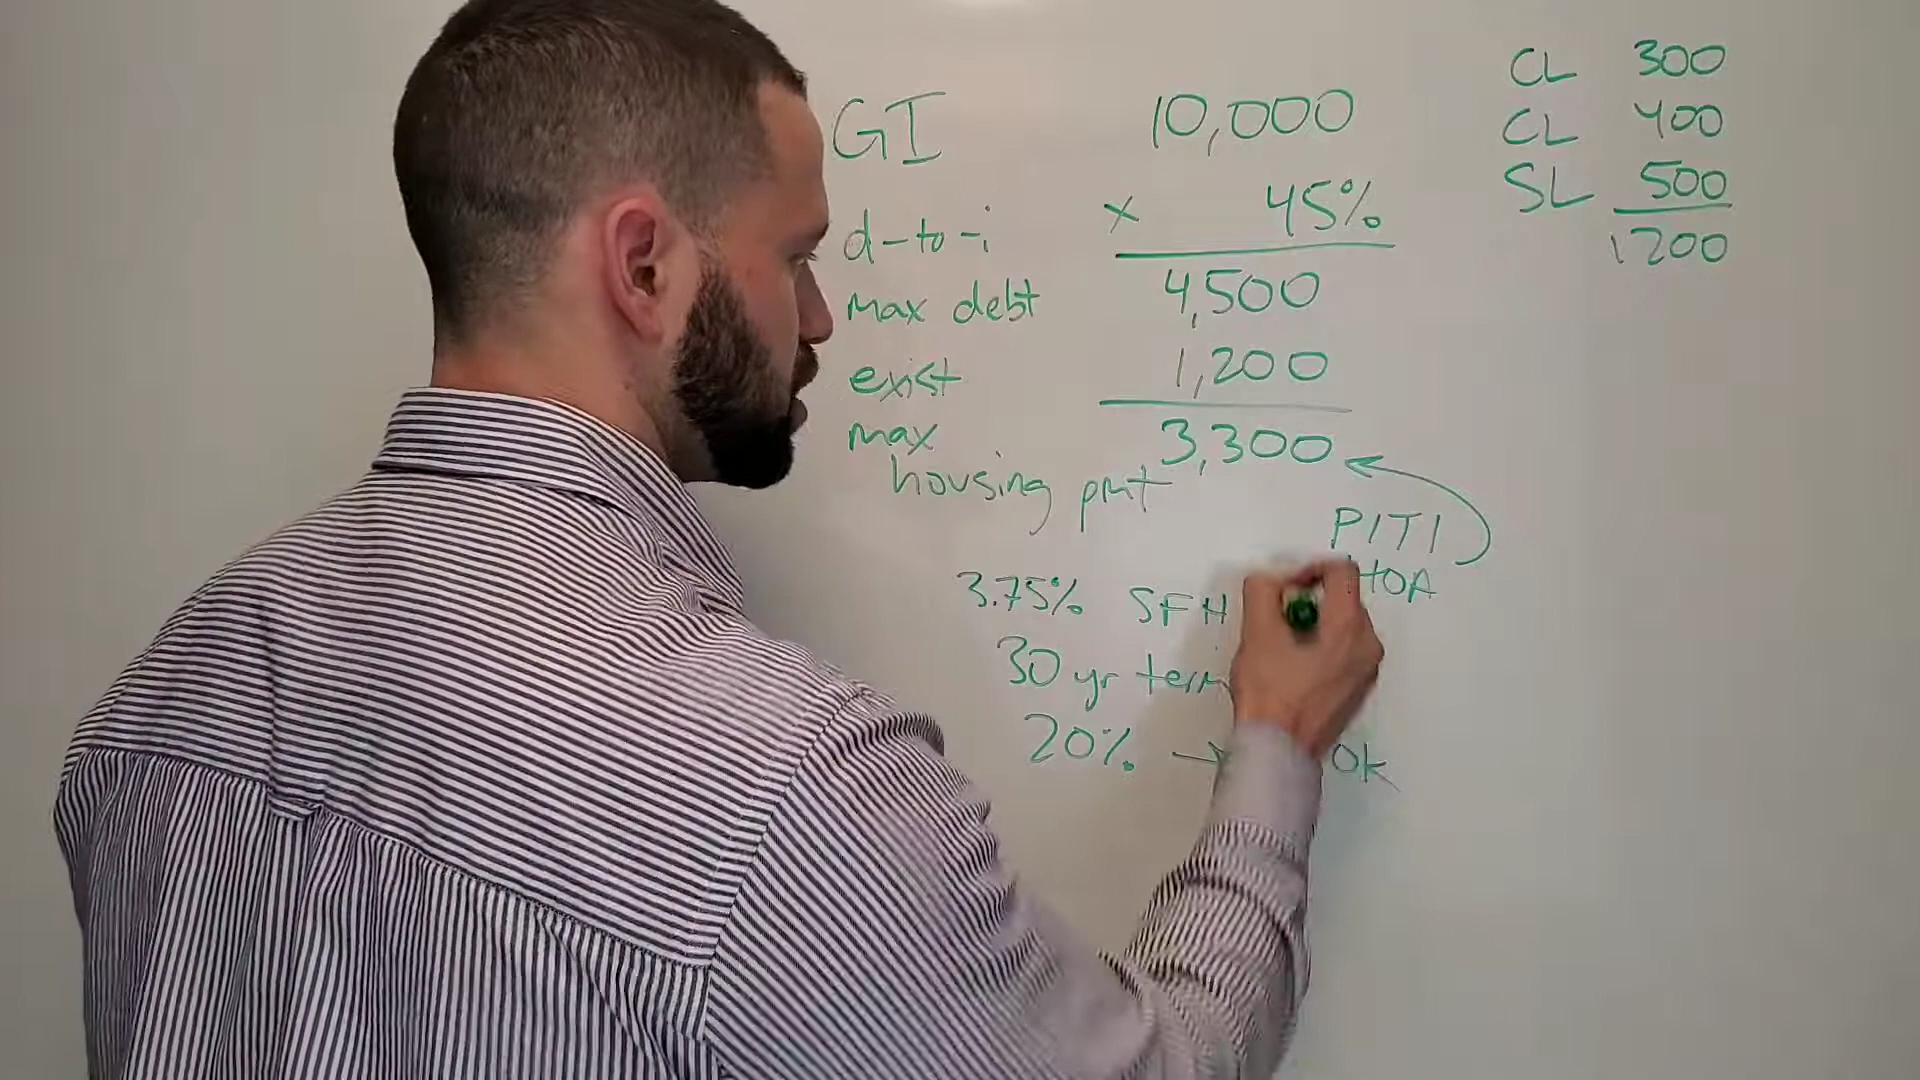 GI 10,000
d-to-i x 45%
max debt 4,500
exist 1,200
max 3,300
housing pmt
PITI
HOA
3.75% SFH
30 yr term
20% → ok
CL 300
CL 400
SL 500
1200